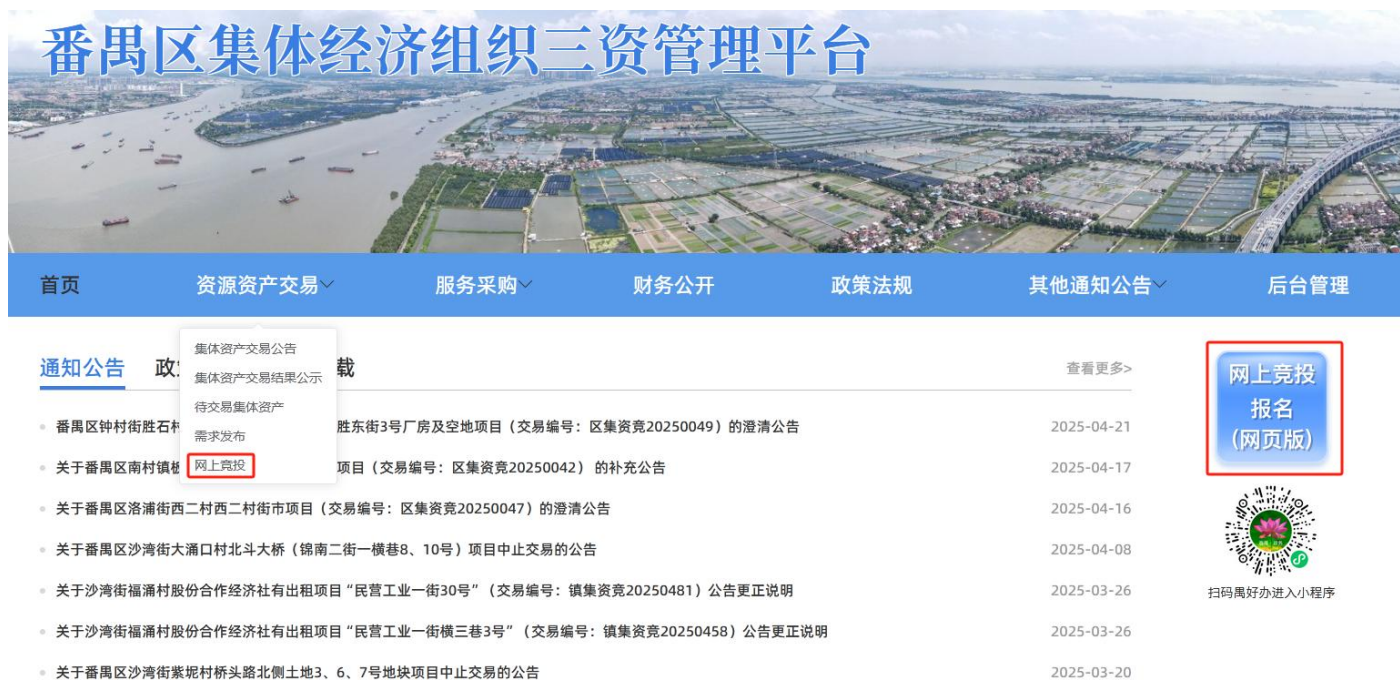 番禺区集体经济组织三资管理平台
首页 资源资产交易 服务采购 财务公开 政策法规 其他通知公告 后台管理
集体资产交易公告
集体资产交易结果公示
待交易集体资产
需求发布
网上竞投
通知公告 政 载 查看更多>
番禺区钟村街胜石村 胜东街3号厂房及空地项目（交易编号：区集资竞20250049）的澄清公告 2025-04-21
关于番禺区南村镇板 项目（交易编号：区集资竞20250042） 的补充公告 2025-04-17
关于番禺区洛浦街西二村西二村街市项目（交易编号：区集资竞20250047）的澄清公告 2025-04-16
关于番禺区沙湾街大涌口村北斗大桥（锦南二街一横巷8、10号）项目中止交易的公告 2025-04-08
关于沙湾街福涌村股份合作经济社有出租项目“民营工业一街30号”（交易编号：镇集资竞20250481）公告更正说明 2025-03-26
关于沙湾街福涌村股份合作经济社有出租项目“民营工业一街横三巷3号”（交易编号：镇集资竞20250458）公告更正说明 2025-03-26
关于番禺区沙湾街紫坭村桥头路北侧土地3、6、7号地块项目中止交易的公告 2025-03-20
网上竞投
报名
(网页版)
扫码禺好办进入小程序